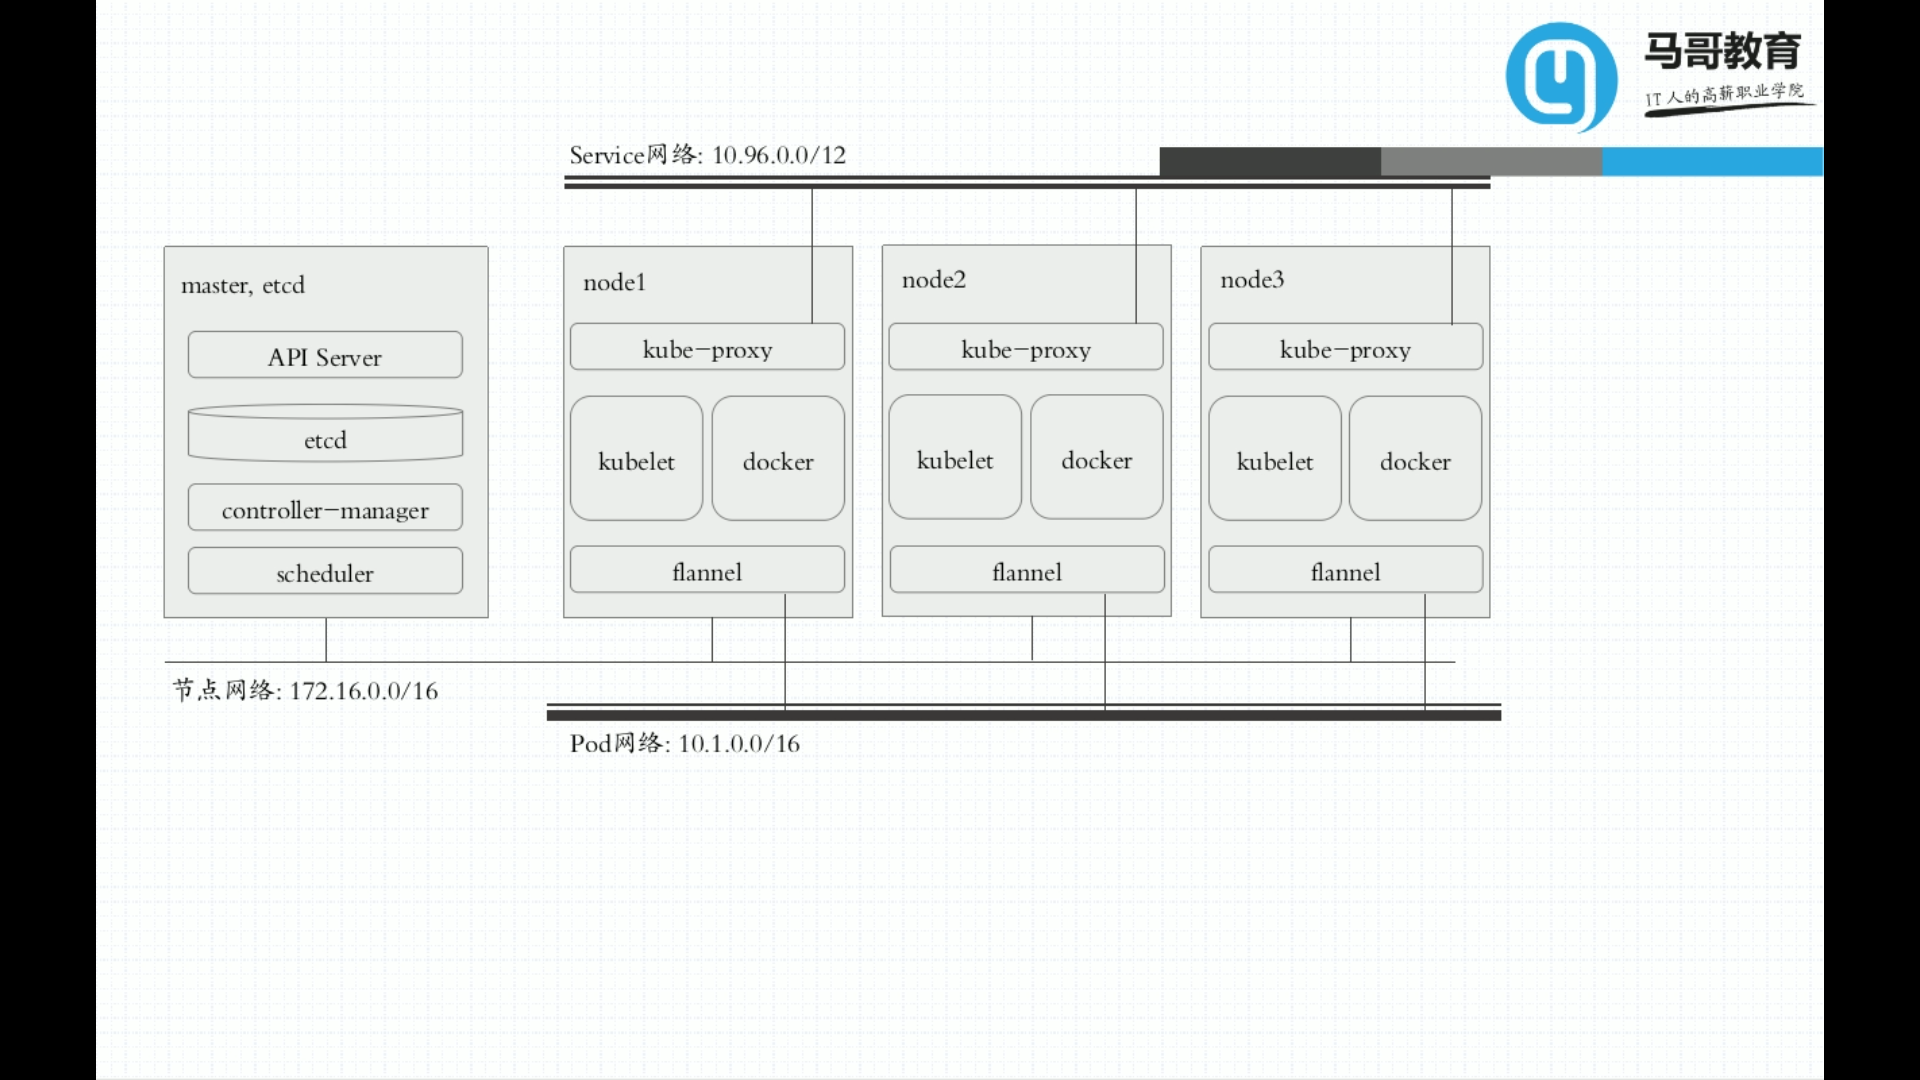 马哥教育
IT人的高薪职业学院
Service网络: 10.96.0.0/12
master, etcd
API Server
etcd
controller-manager
scheduler
node1
kube-proxy
kubelet
docker
flannel
node2
kube-proxy
kubelet
docker
flannel
node3
kube-proxy
kubelet
docker
flannel
节点网络: 172.16.0.0/16
Pod网络: 10.1.0.0/16